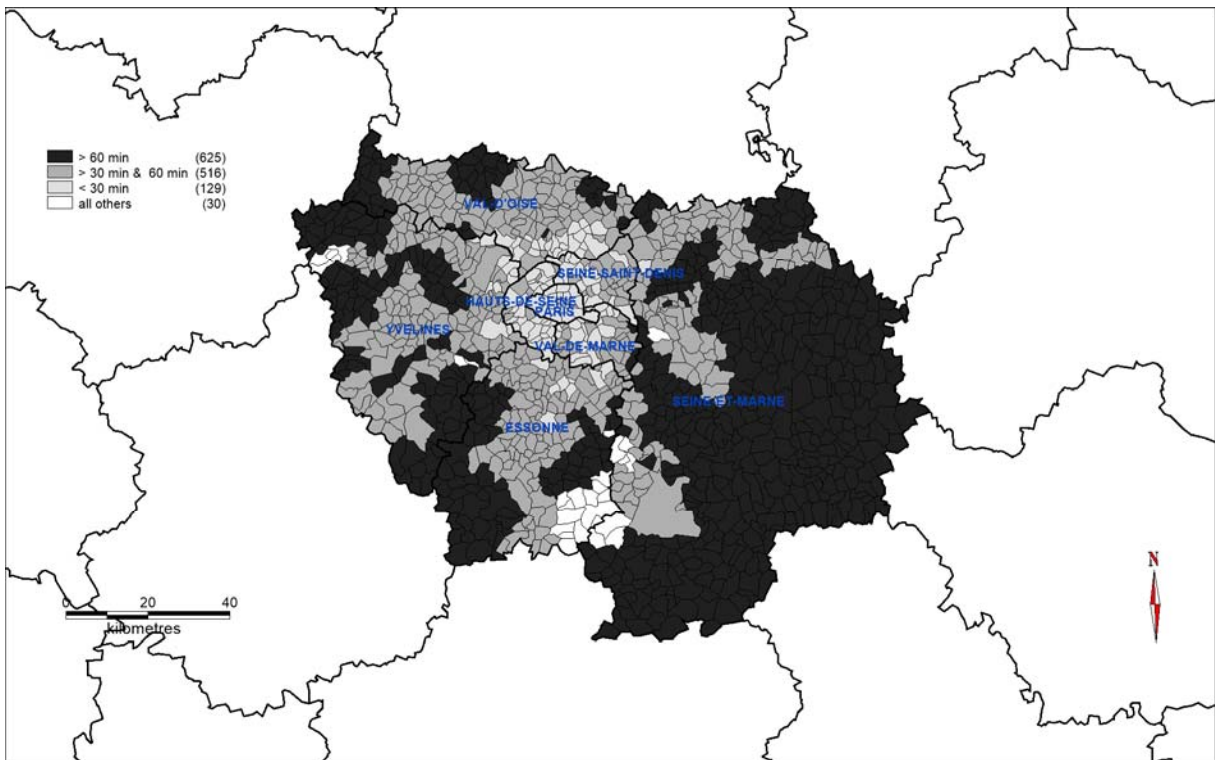 > 60 min (625)
> 30 min & 60 min (516)
< 30 min (129)
all others (30)
VAL-D'OISE
SEINE-SAINT-DENIS
HAUTS-DE-SEINE
PARIS
YVELINES
VAL-DE-MARNE
SEINE-ET-MARNE
ESSONNE
N
0 20 40
kilometres